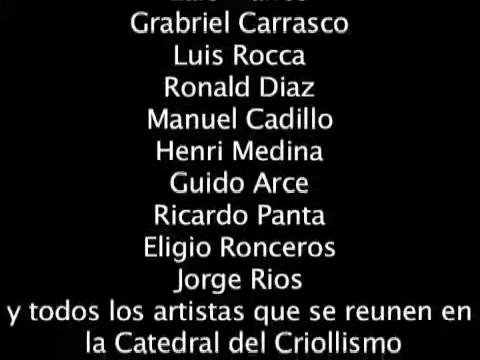 Grabriel Carrasco
Luis Rocca
Ronald Diaz
Manuel Cadillo
Henri Medina
Guido Arce
Ricardo Panta
Eligio Ronceros
Jorge Rios
y todos los artistas que se reunen en
la Catedral del Criollismo